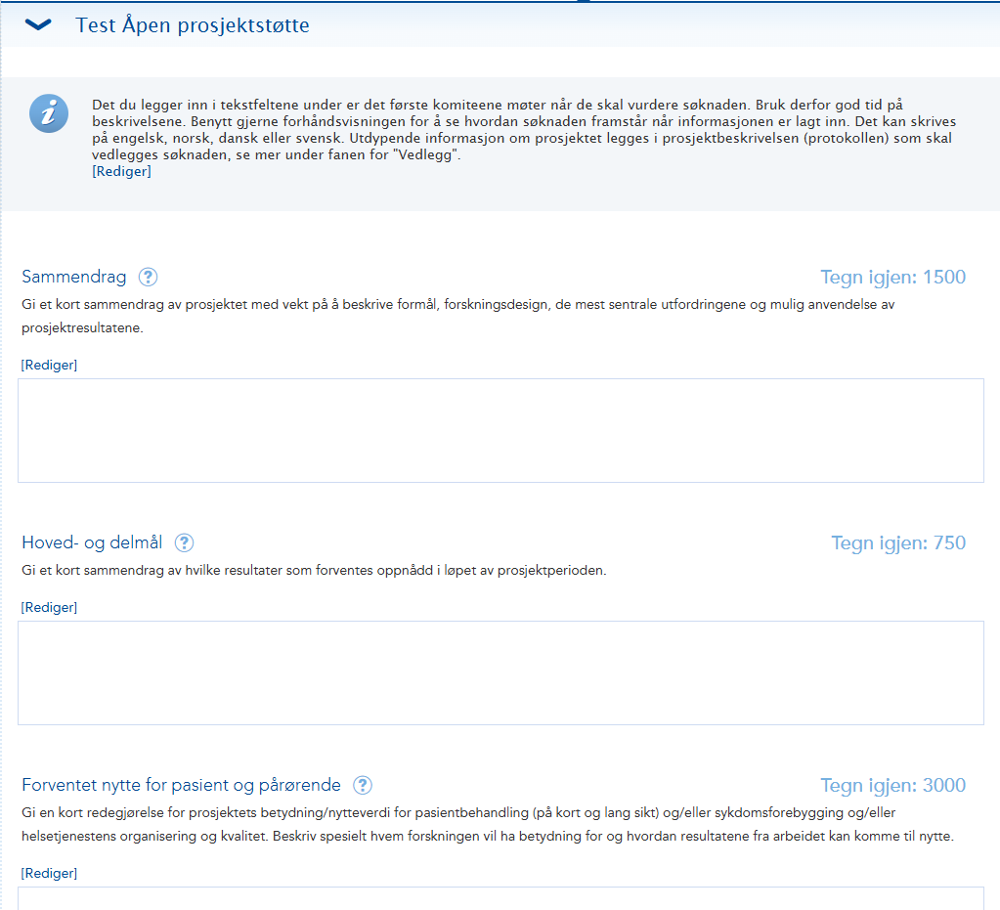 Test Åpen prosjektstøtte
Det du legger inn i tekstfeltene under er det første komiteene møter når de skal vurdere søknaden. Bruk derfor god tid på
beskrivelsene. Benytt gjerne forhåndsvisningen for å se hvordan søknaden framstår når informasjonen er lagt inn. Det kan skrives
på engelsk, norsk, dansk eller svensk. Utdypende informasjon om prosjektet legges i prosjektbeskrivelsen (protokollen) som skal
vedlegges søknaden, se mer under fanen for "Vedlegg".
[Rediger]
Sammendrag ? Tegn igjen: 1500
Gi et kort sammendrag av prosjektet med vekt på å beskrive formål, forskningsdesign, de mest sentrale utfordringene og mulig anvendelse av
prosjektresultatene.
[Rediger]
Hoved- og delmål ? Tegn igjen: 750
Gi et kort sammendrag av hvilke resultater som forventes oppnådd i løpet av prosjektperioden.
[Rediger]
Forventet nytte for pasient og pårørende ? Tegn igjen: 3000
Gi en kort redegjørelse for prosjektets betydning/nytteverdi for pasientbehandling (på kort og lang sikt) og/eller sykdomsforebygging og/eller
helsetjenestens organisering og kvalitet. Beskriv spesielt hvem forskningen vil ha betydning for og hvordan resultatene fra arbeidet kan komme til nytte.
[Rediger]